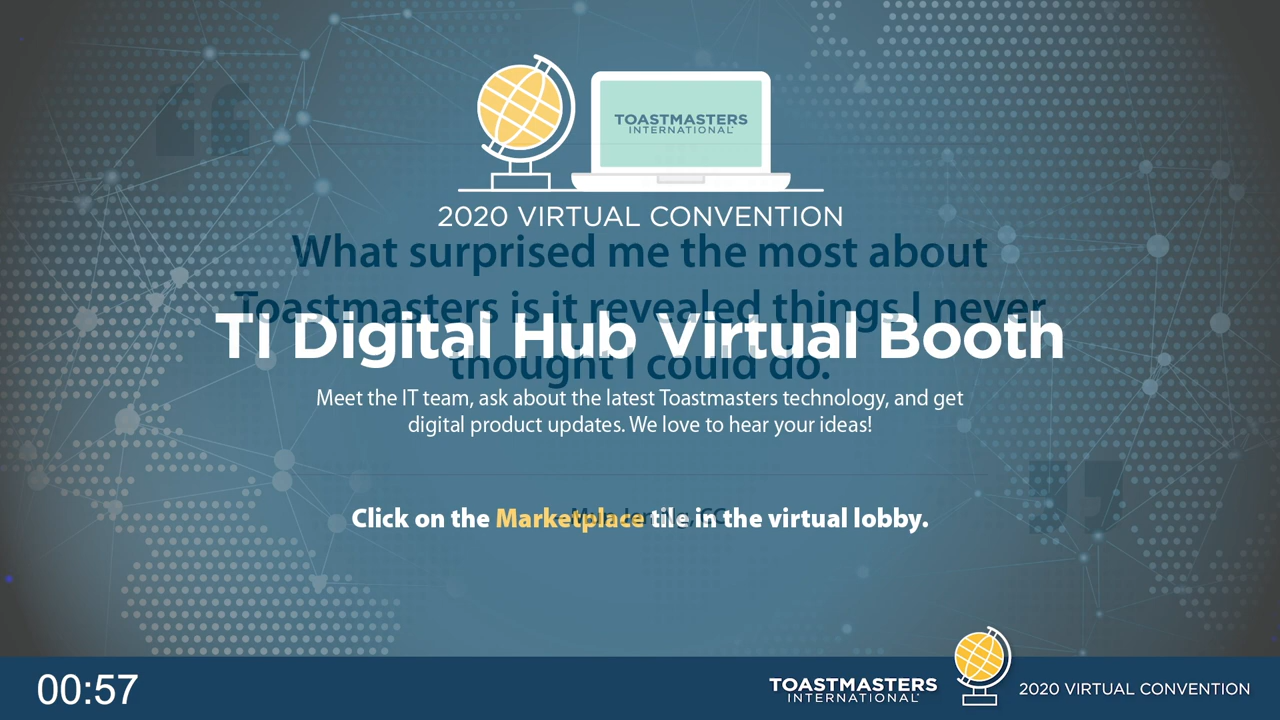 TOASTMASTERS
INTERNATIONAL
2020 VIRTUAL CONVENTION
What surprised me the most about
Toastmasters is it revealed things I never
TI Digital Hub Virtual Booth
thought I could do.
Meet the IT team, ask about the latest Toastmasters technology, and get
digital product updates. We love to hear your ideas!
Click on the Marketplace tile in the virtual lobby.
00:57
TOASTMASTERS
INTERNATIONAL
2020 VIRTUAL CONVENTION